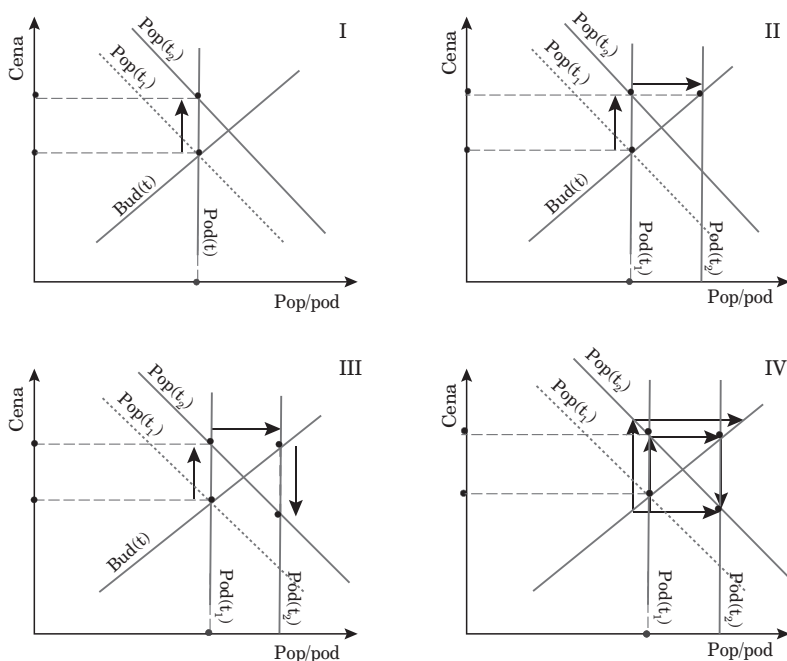 I
Cena
Pop(t₂)
Pop(t₁)
Bud(t)
Pod(t)
Pop/pod
II
Cena
Pop(t₂)
Pop(t₁)
Bud(t)
Pod(t₁)
Pod(t₂)
Pop/pod
III
Cena
Pop(t₂)
Pop(t₁)
Bud(t)
Pod(t₁)
Pod(t₂)
Pop/pod
IV
Cena
Pop(t₂)
Pop(t₁)
Pod(t₁)
Pod(t₂)
Pop/pod